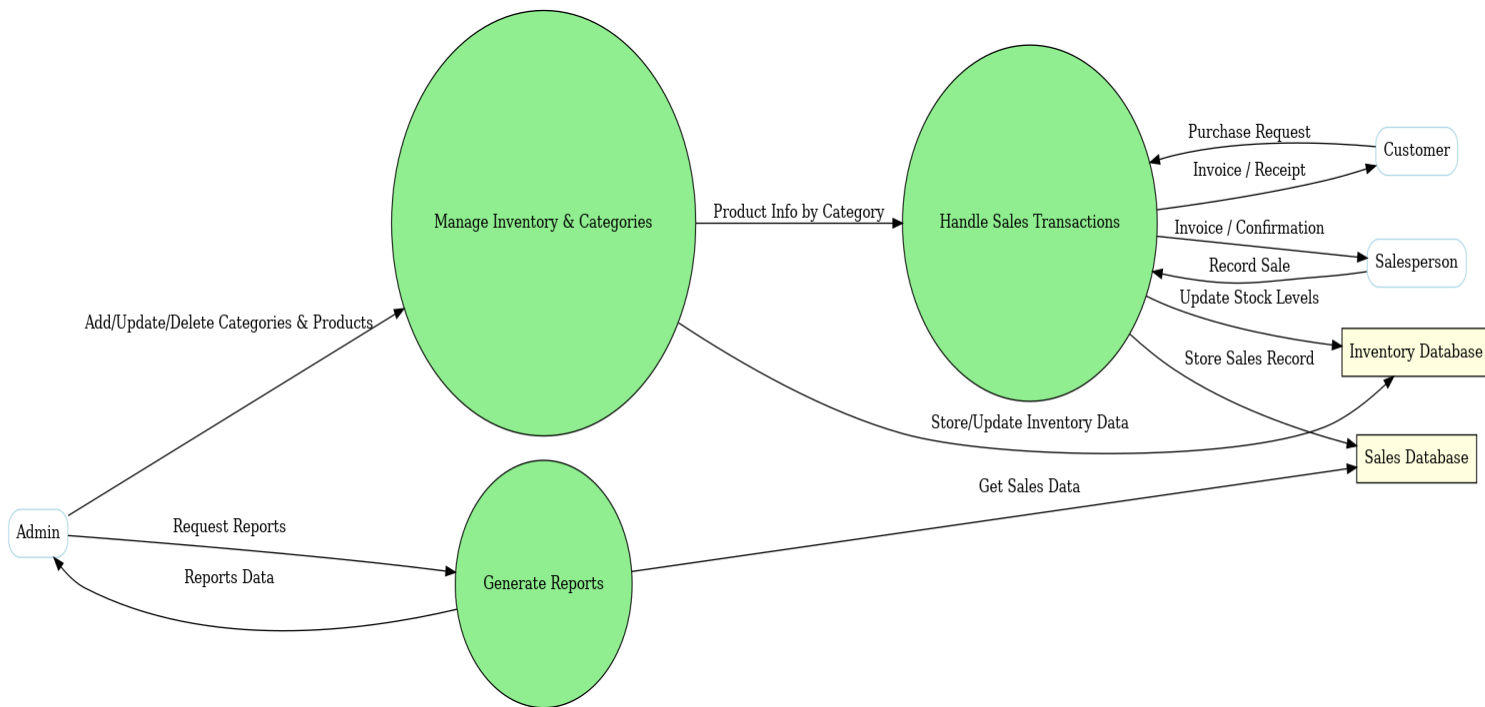 Purchase Request
Customer
Invoice / Receipt
Manage Inventory & Categories
Product Info by Category
Handle Sales Transactions
Invoice / Confirmation
Salesperson
Record Sale
Update Stock Levels
Add/Update/Delete Categories & Products
Inventory Database
Store Sales Record
Store/Update Inventory Data
Sales Database
Get Sales Data
Admin
Request Reports
Reports Data
Generate Reports